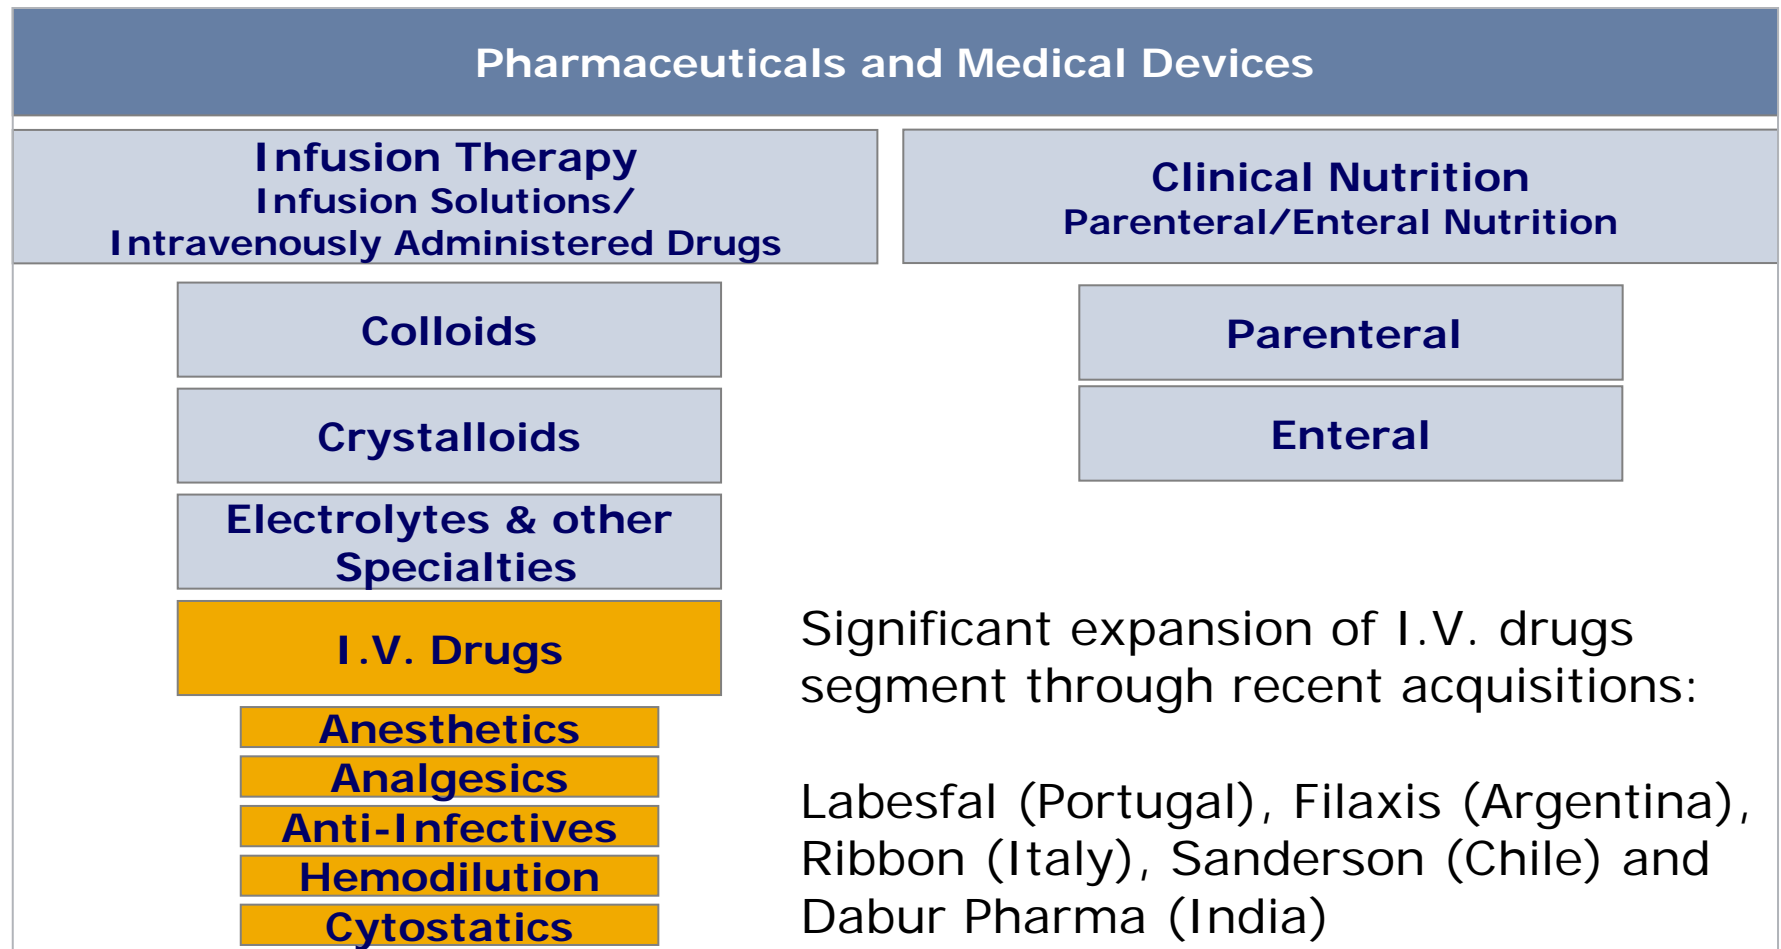 Pharmaceuticals and Medical Devices
Infusion Therapy
Infusion Solutions/
Intravenously Administered Drugs
Colloids
Crystalloids
Electrolytes & other
Specialties
I.V. Drugs
Anesthetics
Analgesics
Anti-Infectives
Hemodilution
Cytostatics
Clinical Nutrition
Parenteral/Enteral Nutrition
Parenteral
Enteral
Significant expansion of I.V. drugs
segment through recent acquisitions:
Labesfal (Portugal), Filaxis (Argentina),
Ribbon (Italy), Sanderson (Chile) and
Dabur Pharma (India)